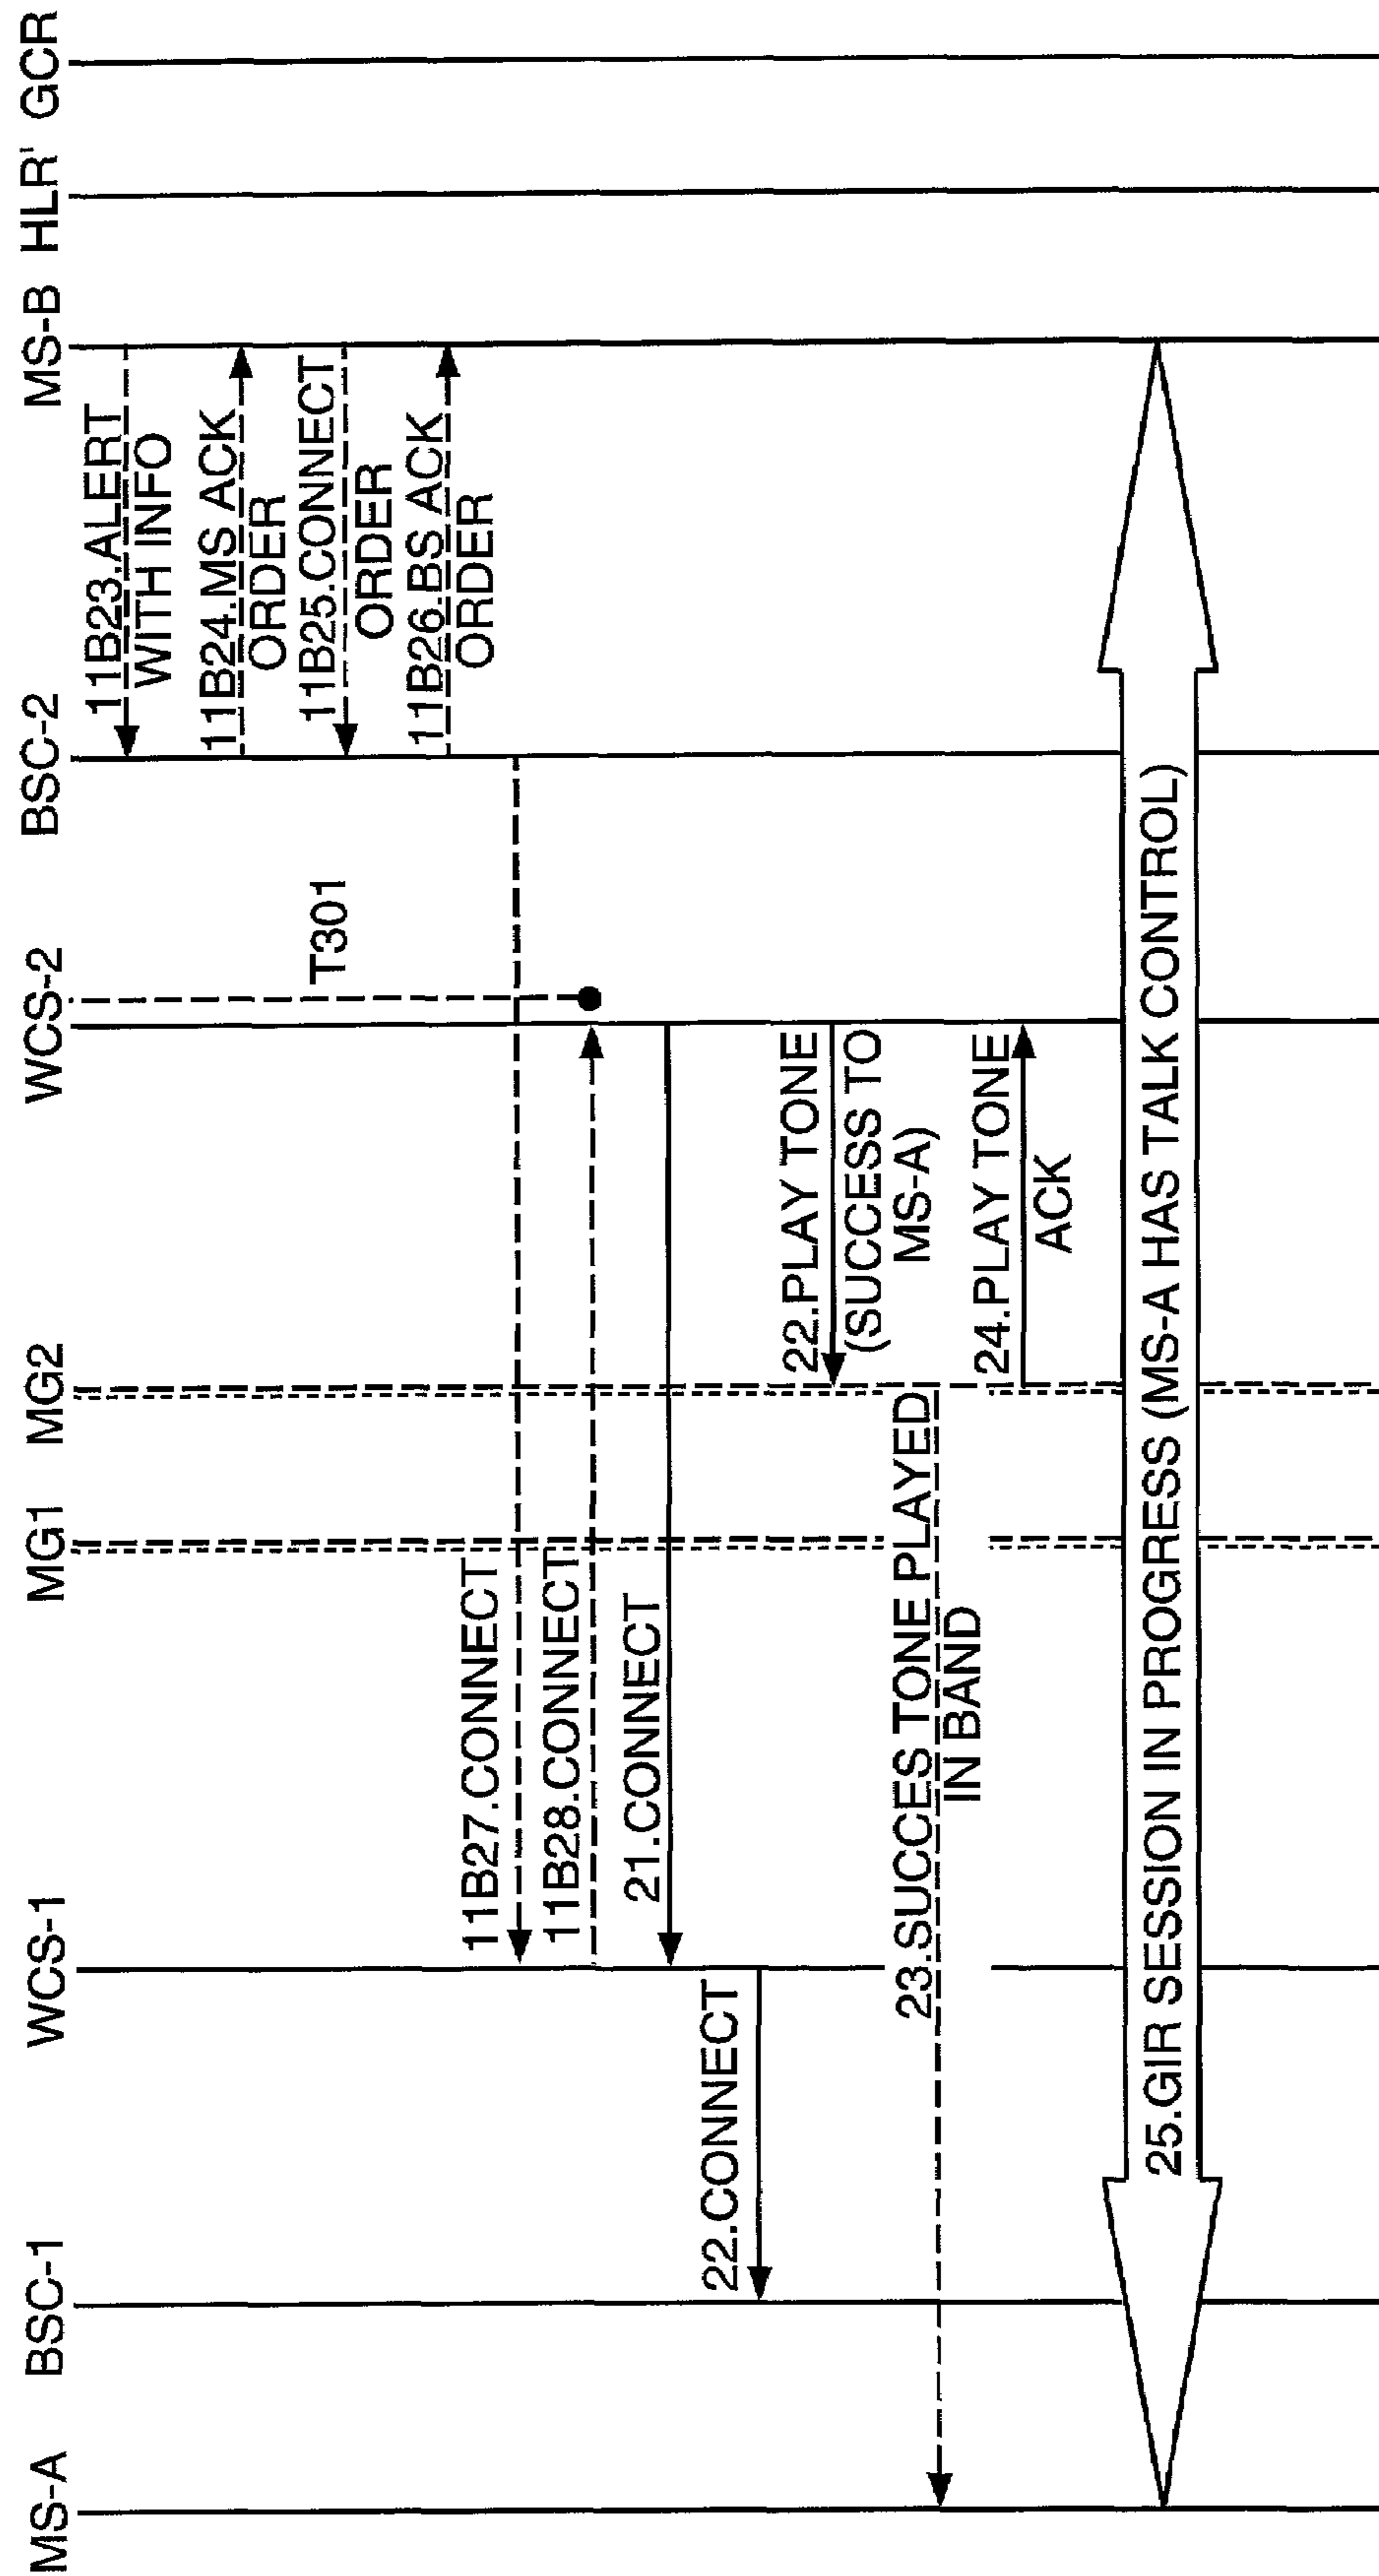 MS-A BSC-1 WCS-1 MG1 MG2 WCS-2 BSC-2 MS-B HLR' GCR
11B23.ALERT
WITH INFO
11B24.MS ACK
ORDER
T301
11B25.CONNECT
ORDER
11B26.BS ACK
ORDER
11B27.CONNECT
11B28.CONNECT
21.CONNECT
22.CONNECT
22.PLAY TONE
(SUCCESS TO
MS-A)
23.SUCCES TONE PLAYED
IN BAND
24.PLAY TONE
ACK
25.GIR SESSION IN PROGRESS (MS-A HAS TALK CONTROL)